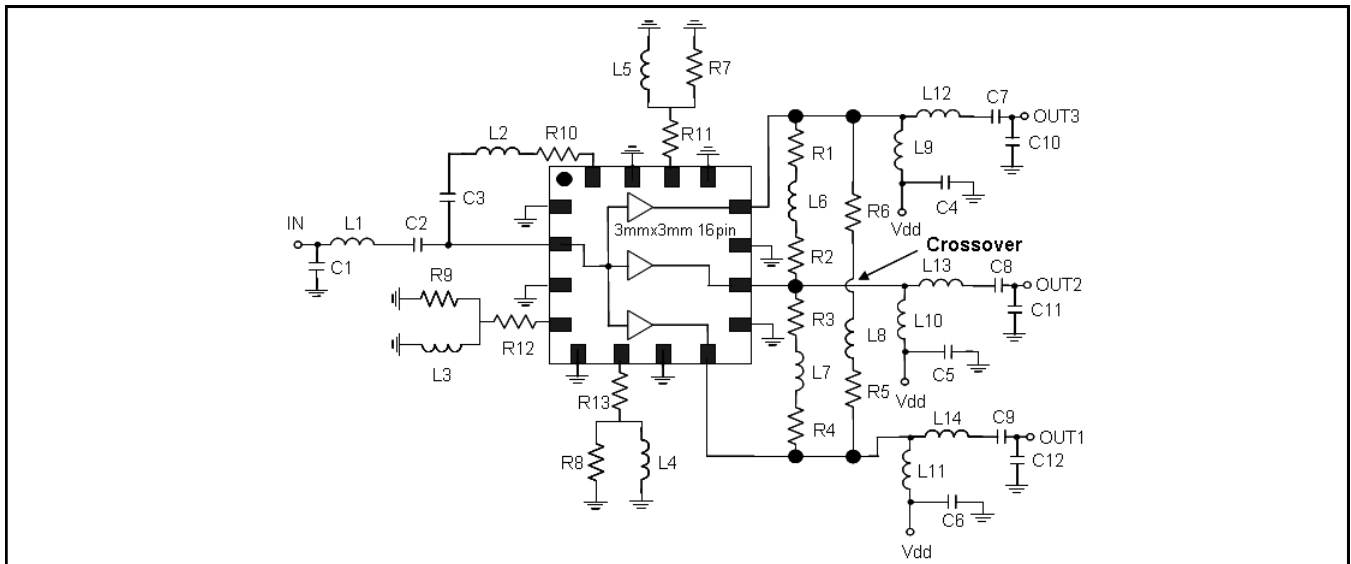 L5
R7
L12
C7
OUT3
L2
R10
R11
R1
L9
C10
C3
L6
C4
R6
Vdd
IN
L1
C2
3mmx3mm 16pin
R2
Crossover
L13
C8
OUT2
C1
R9
R3
L10
C11
L8
R12
L3
L7
C5
R13
R5
Vdd
R4
L14
C9
OUT1
R8
L4
L11
C12
C6
Vdd